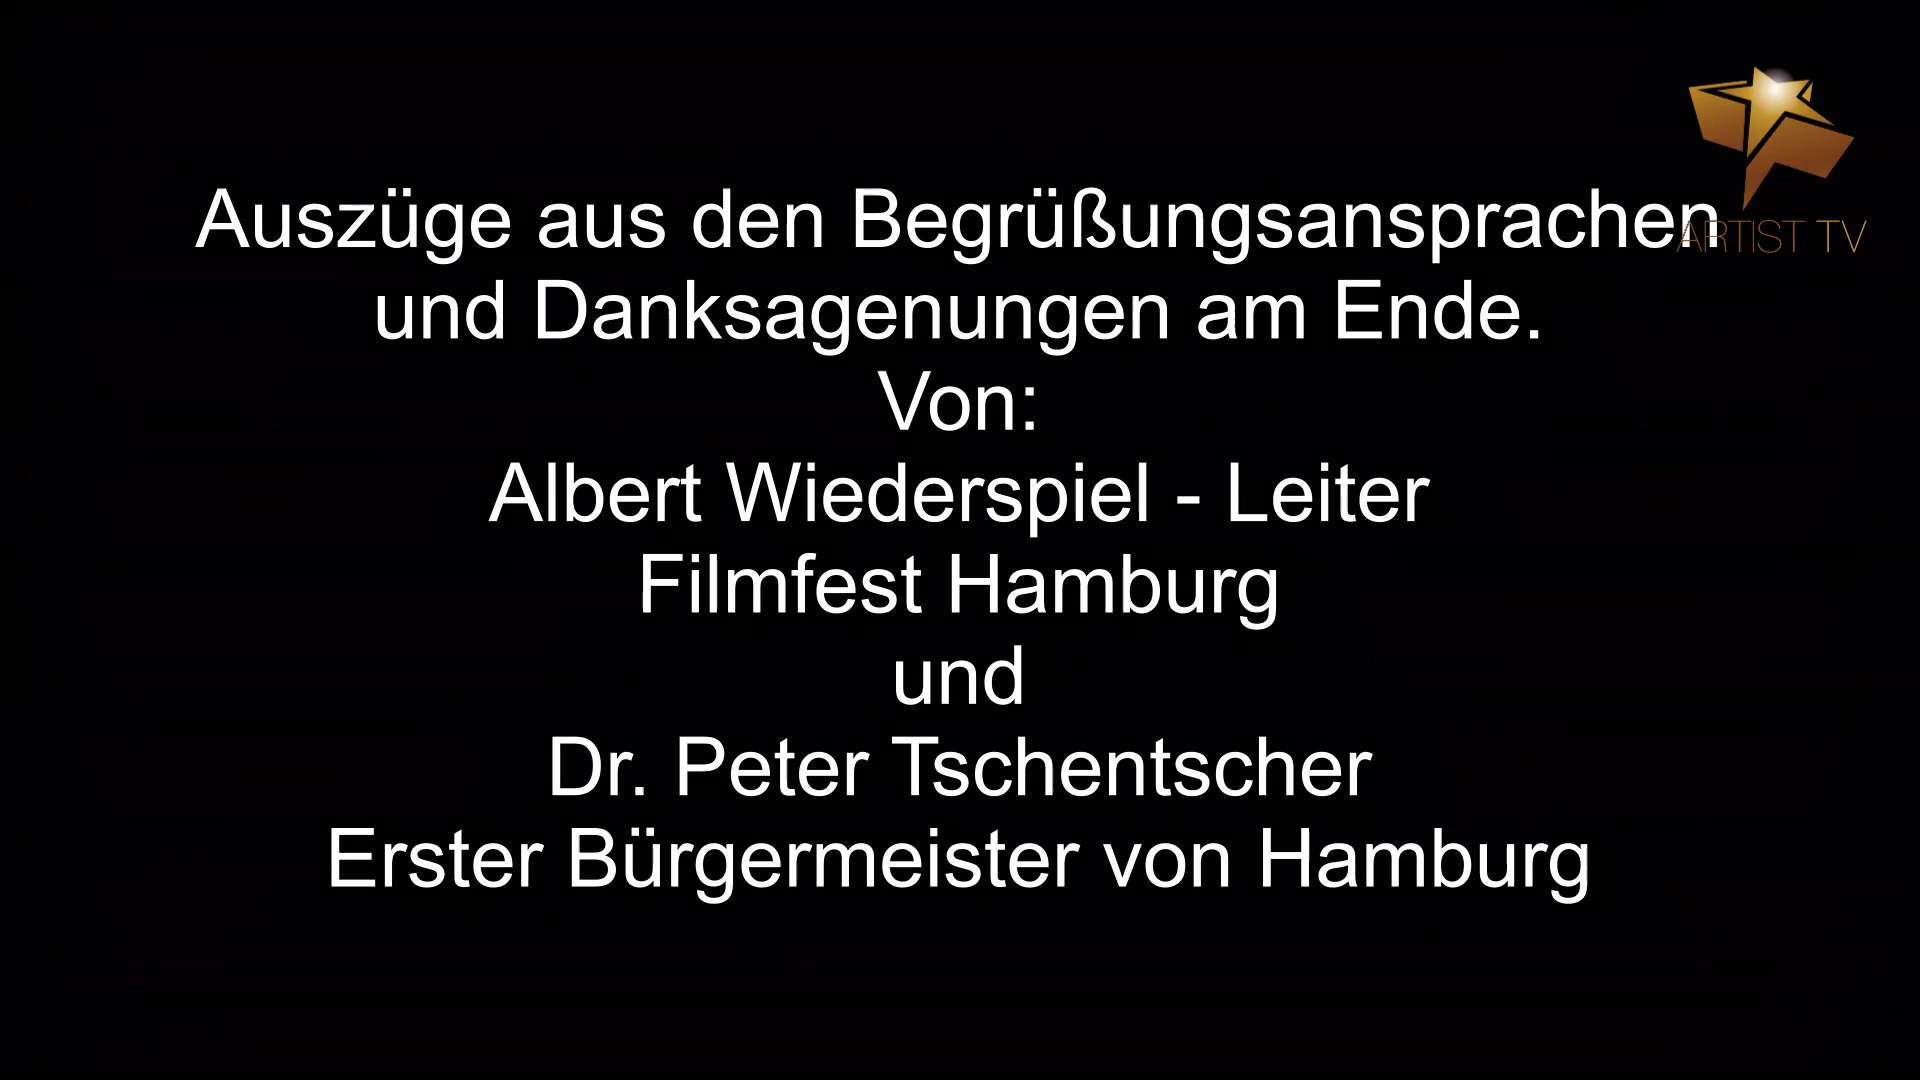 Auszüge aus den Begrüßungsansprachen
ARTIST TV
und Danksagenungen am Ende.
Von:
Albert Wiederspiel - Leiter
Filmfest Hamburg
und
Dr. Peter Tschentscher
Erster Bürgermeister von Hamburg